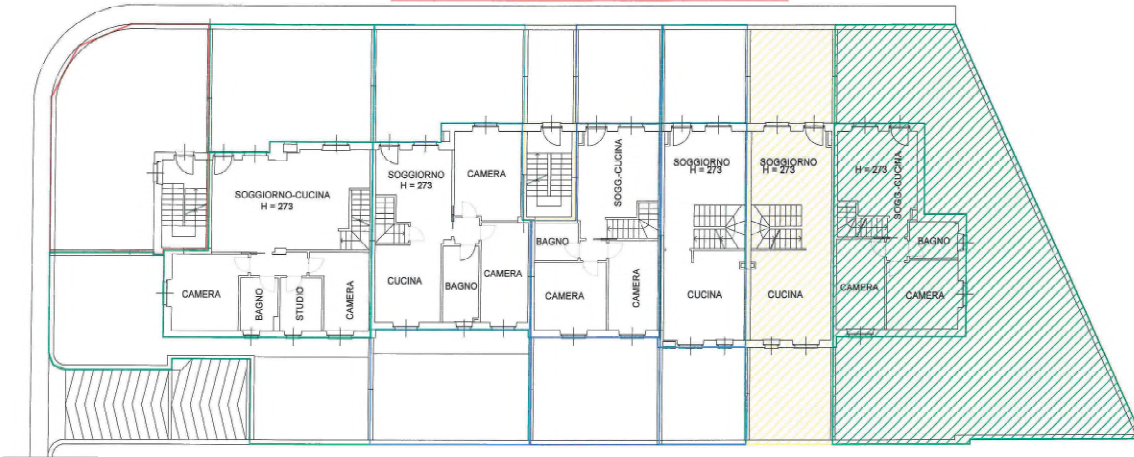 SOGGIORNO-CUCINA
H = 273
CAMERA
BAGNO
STUDIO
CAMERA
SOGGIORNO
H = 273
CAMERA
CUCINA
BAGNO
CAMERA
SOGG.-CUCINA
BAGNO
CAMERA
CAMERA
SOGGIORNO
H = 273
CUCINA
SOGGIORNO
H = 273
CUCINA
H = 273
SOGG.-CUCINA
BAGNO
CAMERA
CAMERA